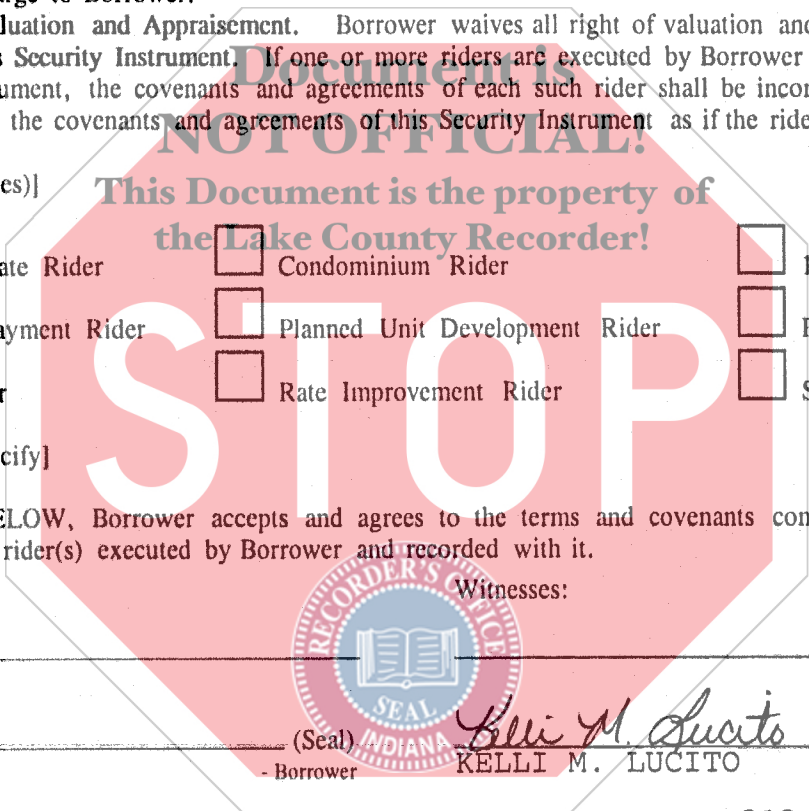 luation and Appraisement. Borrower waives all right of valuation and
Security Instrument. If one or more riders are executed by Borrower
ument, the covenants and agreements of each such rider shall be incor
the covenants and agreements of this Security Instrument as if the ride
Document is
NOT OFFICIAL!
This Document is the property of
the Lake County Recorder!
es)]
ate Rider Condominium Rider
ayment Rider Planned Unit Development Rider
r Rate Improvement Rider
STOP
cify]
ELOW, Borrower accepts and agrees to the terms and covenants con
rider(s) executed by Borrower and recorded with it.
Witnesses:
RECORDER'S OFFICE
SEAL
INDIANA
Kelli M. Lucito
(Seal)
KELLI M. LUCITO
- Borrower